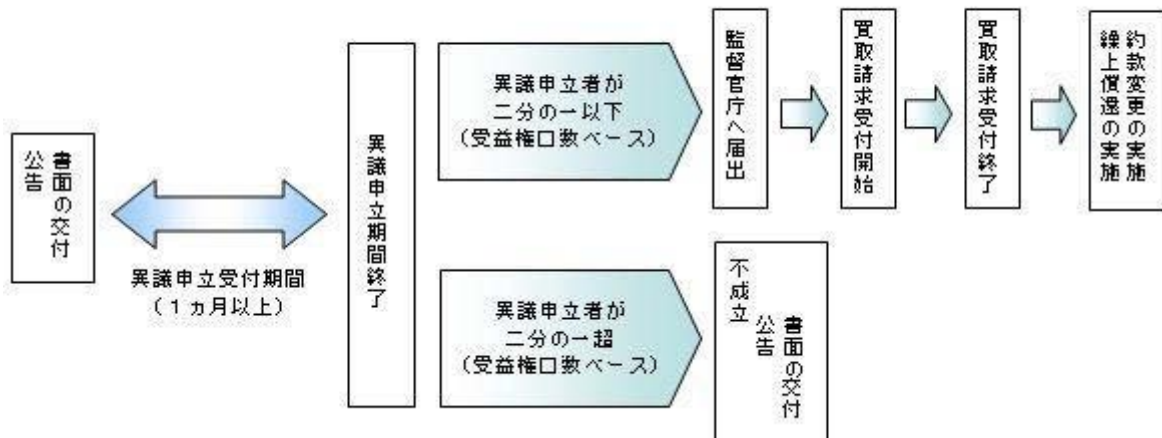 書面の交付
公告
異議申立受付期間
(1ヵ月以上)
異議申立期間終了
異議申立者が
二分の一以下
(受益権口数ベース)
監督官庁へ届出
買取請求受付開始
買取請求受付終了
約款変更の実施
繰上償還の実施
異議申立者が
二分の一超
(受益権口数ベース)
不成立
書面の交付
公告